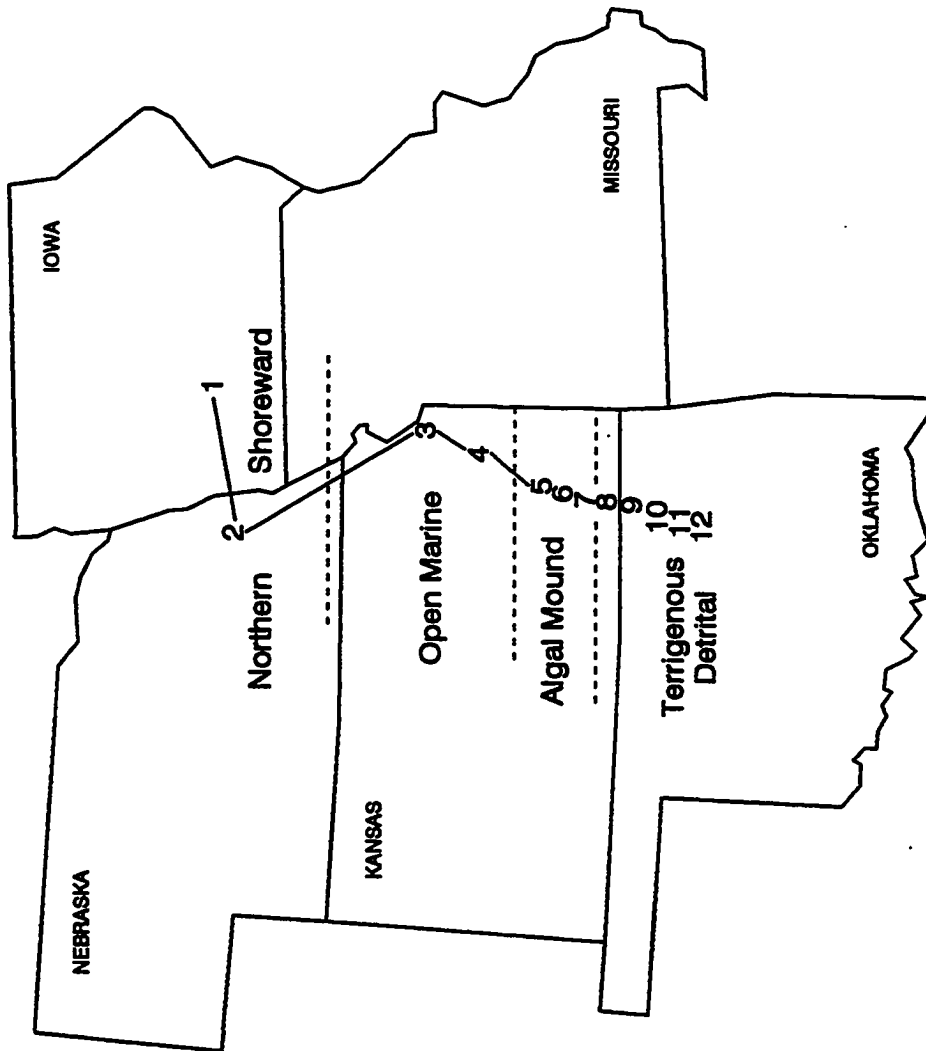 IOWA
NEBRASKA
Northern
Shoreward
1
2
KANSAS
Open Marine
3
4
MISSOURI
Algal Mound
5
6
7
8
9
10
11
12
Terrigenous
Detrital
OKLAHOMA